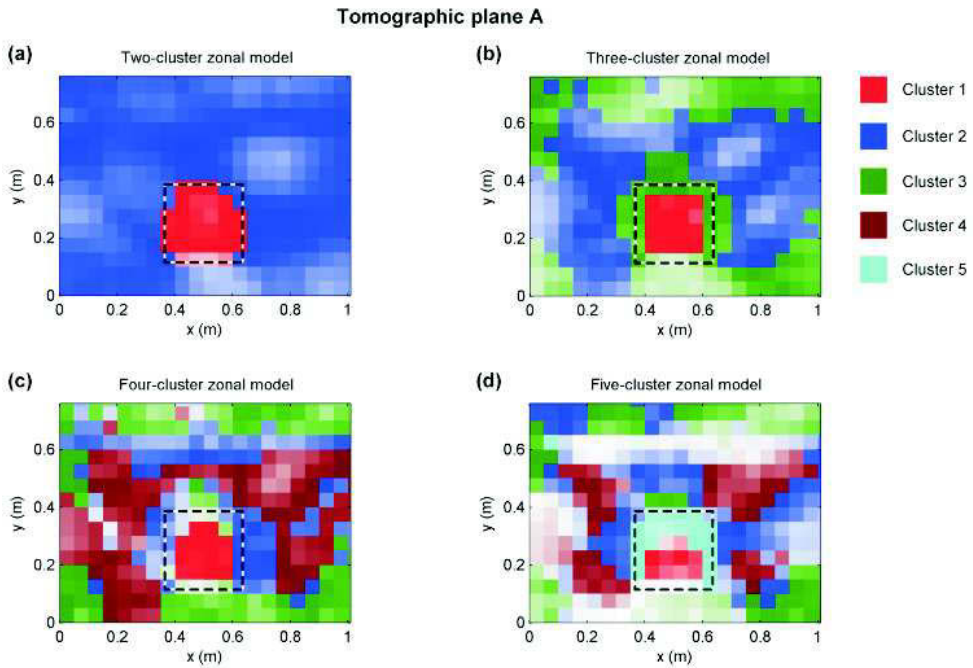 Tomographic plane A
(a)
Two-cluster zonal model
0.6
0.4
0.2
0
y (m)
0 0.2 0.4 0.6 0.8 1
x (m)
(b)
Three-cluster zonal model
0.6
0.4
0.2
0
y (m)
0 0.2 0.4 0.6 0.8 1
x (m)
Cluster 1
Cluster 2
Cluster 3
Cluster 4
Cluster 5
(c)
Four-cluster zonal model
0.6
0.4
0.2
0
y (m)
0 0.2 0.4 0.6 0.8 1
x (m)
(d)
Five-cluster zonal model
0.6
0.4
0.2
0
y (m)
0 0.2 0.4 0.6 0.8 1
x (m)